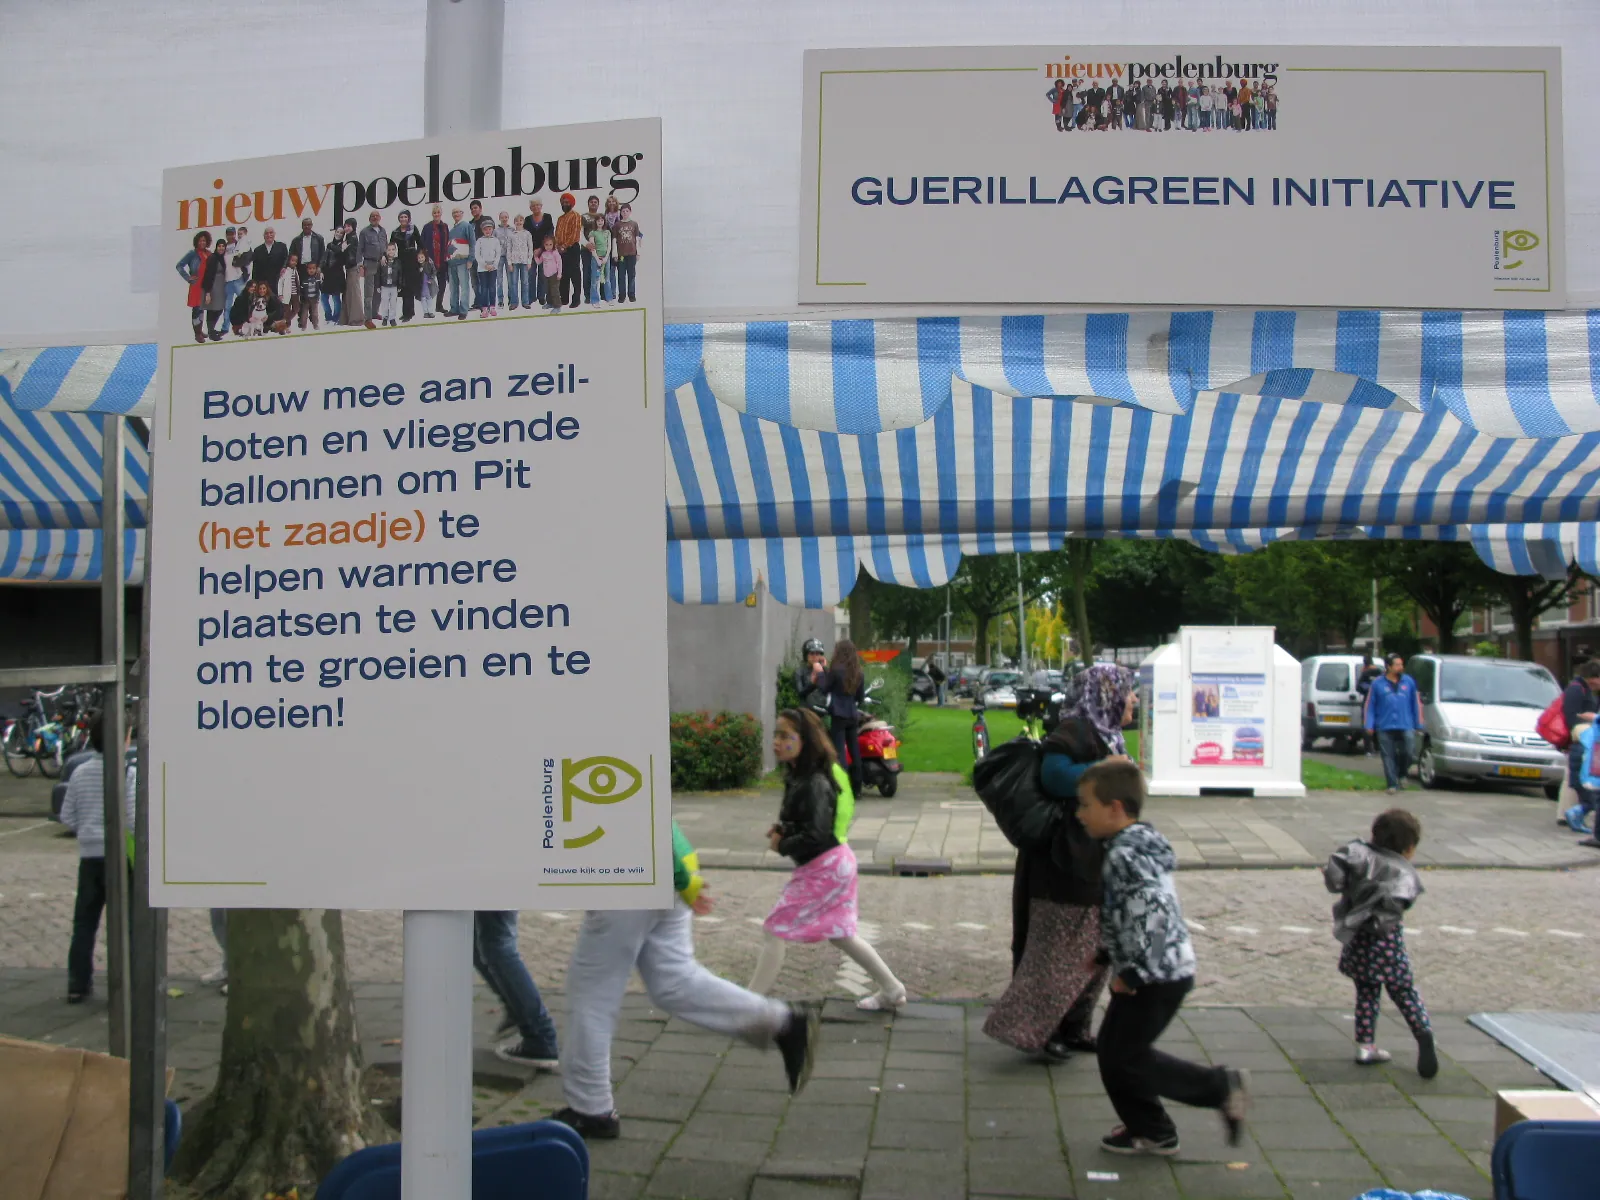 nieuwpoelenburg
Bouw mee aan zeil-
boten en vliegende
ballonnen om Pit
(het zaadje) te
helpen warmere
plaatsen te vinden
om te groeien en te
bloeien!
Poelenburg
Nieuwe kijk op de wijk
nieuwpoelenburg
GUERILLAGREEN INITIATIVE
Poelenburg